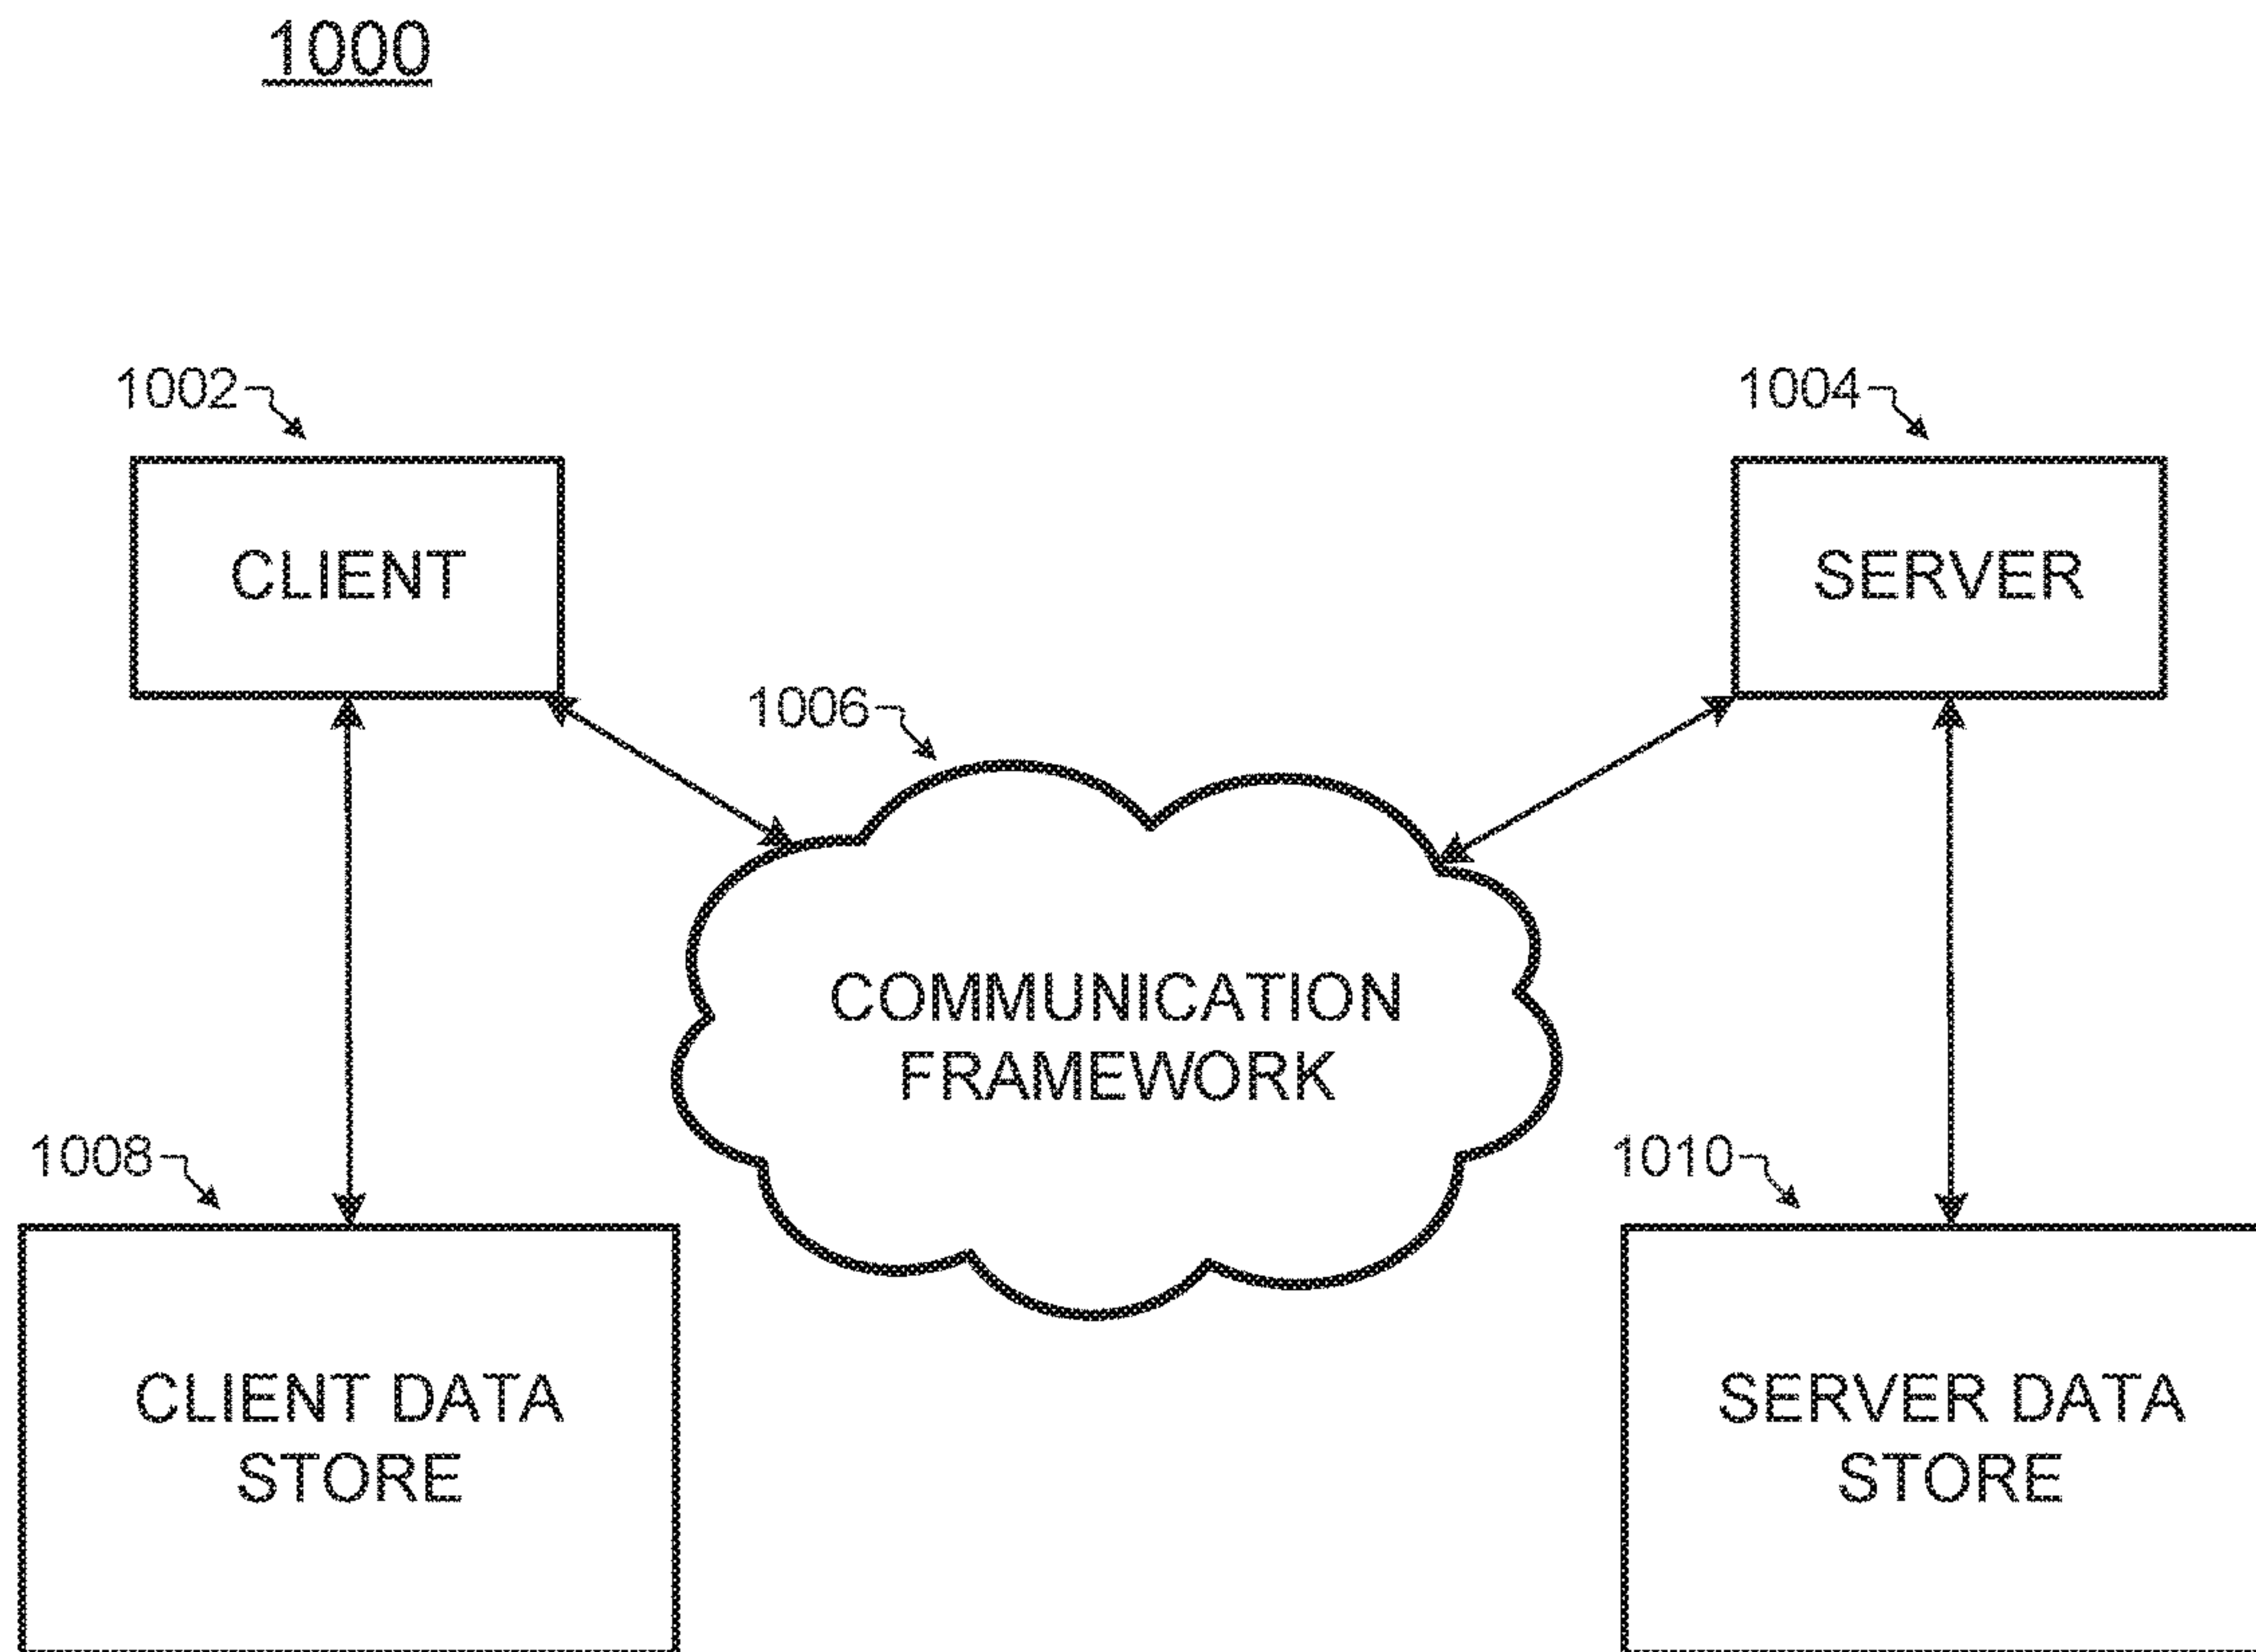 1000
1002
1004
CLIENT
SERVER
1006
COMMUNICATION
FRAMEWORK
1008
1010
CLIENT DATA
STORE
SERVER DATA
STORE